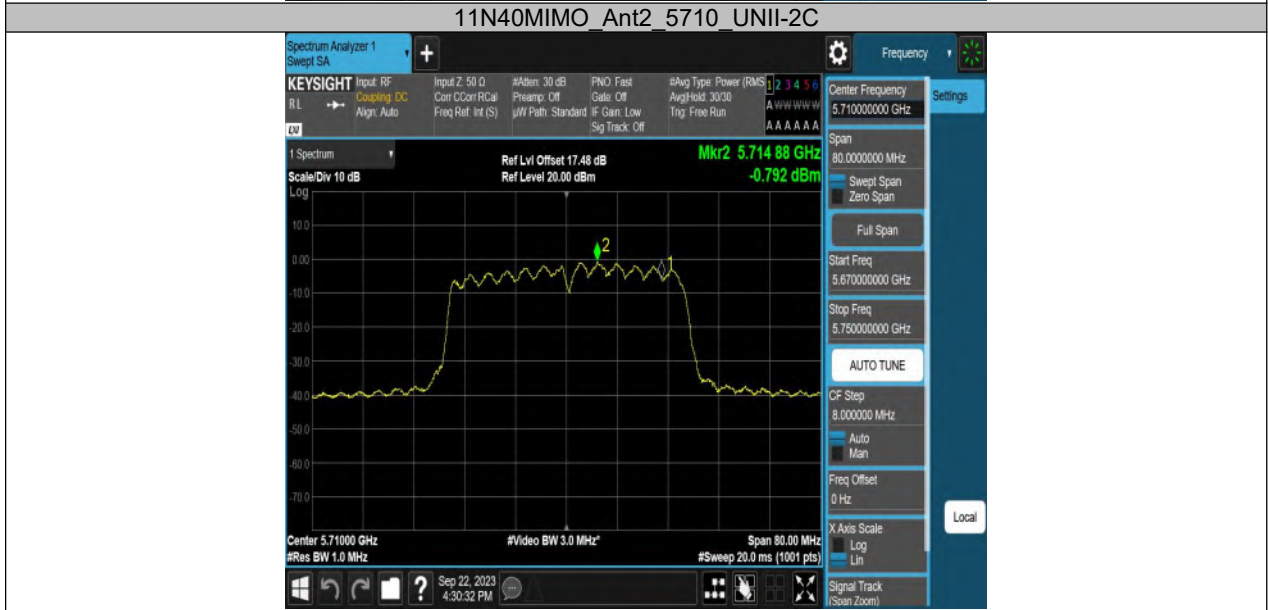 11N40MIMO_Ant2_5710_UNII-2C
Spectrum Analyzer 1
Swept SA
+
Frequency
KEYSIGHT
RL
Input: RF
Coupling: DC
Align: Auto
Input Z: 50 Ω
Corr CCorr RCal
Freq Ref: Int (S)
#Atten: 30 dB
Preamp: Off
µW Path: Standard
PNO: Fast
Gate: Off
IF Gain: Low
Sig Track: Off
#Avg Type: Power (RMS
Avg|Hold: 30/30
Trig: Free Run
1 2 3 4 5 6
A W W W W W
A A A A A A
LXI
1 Spectrum
Scale/Div 10 dB
Ref Lvl Offset 17.48 dB
Ref Level 20.00 dBm
Mkr2 5.714 88 GHz
-0.792 dBm
Log
10.0
0.00
-10.0
-20.0
-30.0
-40.0
-50.0
-60.0
-70.0
2
1
Center 5.71000 GHz
#Res BW 1.0 MHz
#Video BW 3.0 MHz*
Span 80.00 MHz
#Sweep 20.0 ms (1001 pts)
?
Sep 22, 2023
4:30:32 PM
Center Frequency
5.710000000 GHz
Settings
Span
80.0000000 MHz
Swept Span
Zero Span
Full Span
Start Freq
5.670000000 GHz
Stop Freq
5.750000000 GHz
AUTO TUNE
CF Step
8.000000 MHz
Auto
Man
Freq Offset
0 Hz
X Axis Scale
Log
Lin
Local
Signal Track
(Span Zoom)